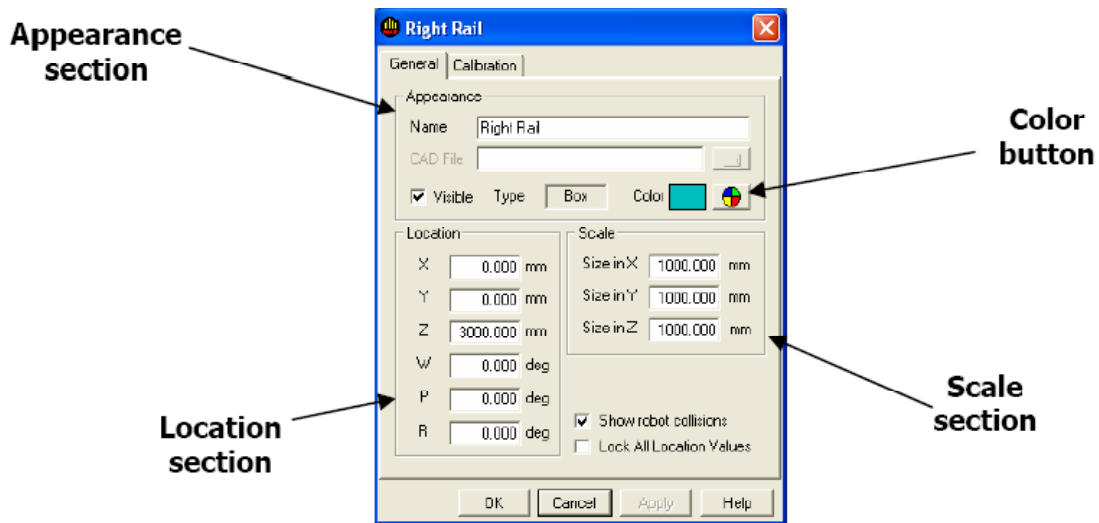 Appearance
section
Right Rail
General Calibration
Appearance
Name Right Rail
CAD File
Visible Type Box Color
Color
button
Location
X 0.000 mm
Y 0.000 mm
Z 3000.000 mm
W 0.000 deg
P 0.000 deg
R 0.000 deg
Scale
Size in X 1000.000 mm
Size in Y 1000.000 mm
Size in Z 1000.000 mm
Show robot collisions
Lock All Location Values
Location
section
Scale
section
OK Cancel Apply Help